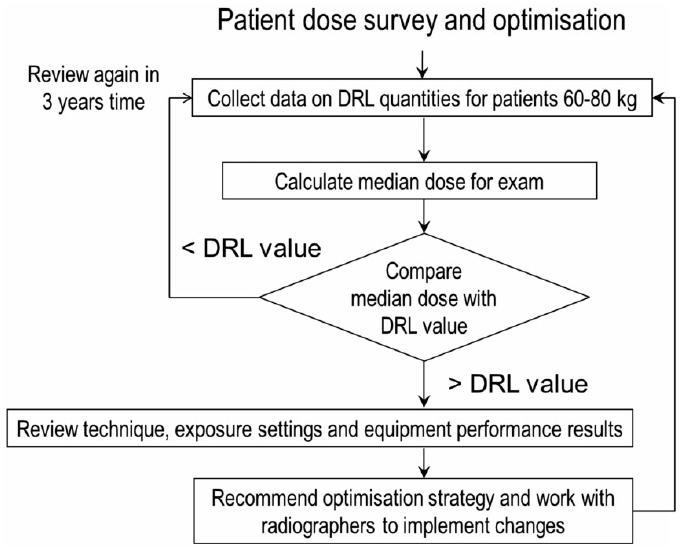 Patient dose survey and optimisation
Review again in
3 years time
Collect data on DRL quantities for patients 60-80 kg
Calculate median dose for exam
< DRL value
Compare
median dose with
DRL value
> DRL value
Review technique, exposure settings and equipment performance results
Recommend optimisation strategy and work with
radiographers to implement changes